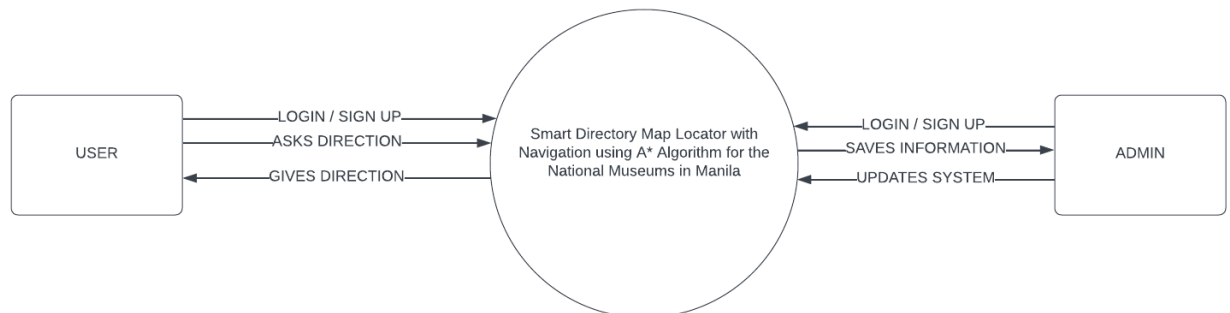 USER
LOGIN / SIGN UP
ASKS DIRECTION
GIVES DIRECTION
Smart Directory Map Locator with
Navigation using A* Algorithm for the
National Museums in Manila
LOGIN / SIGN UP
SAVES INFORMATION
UPDATES SYSTEM
ADMIN